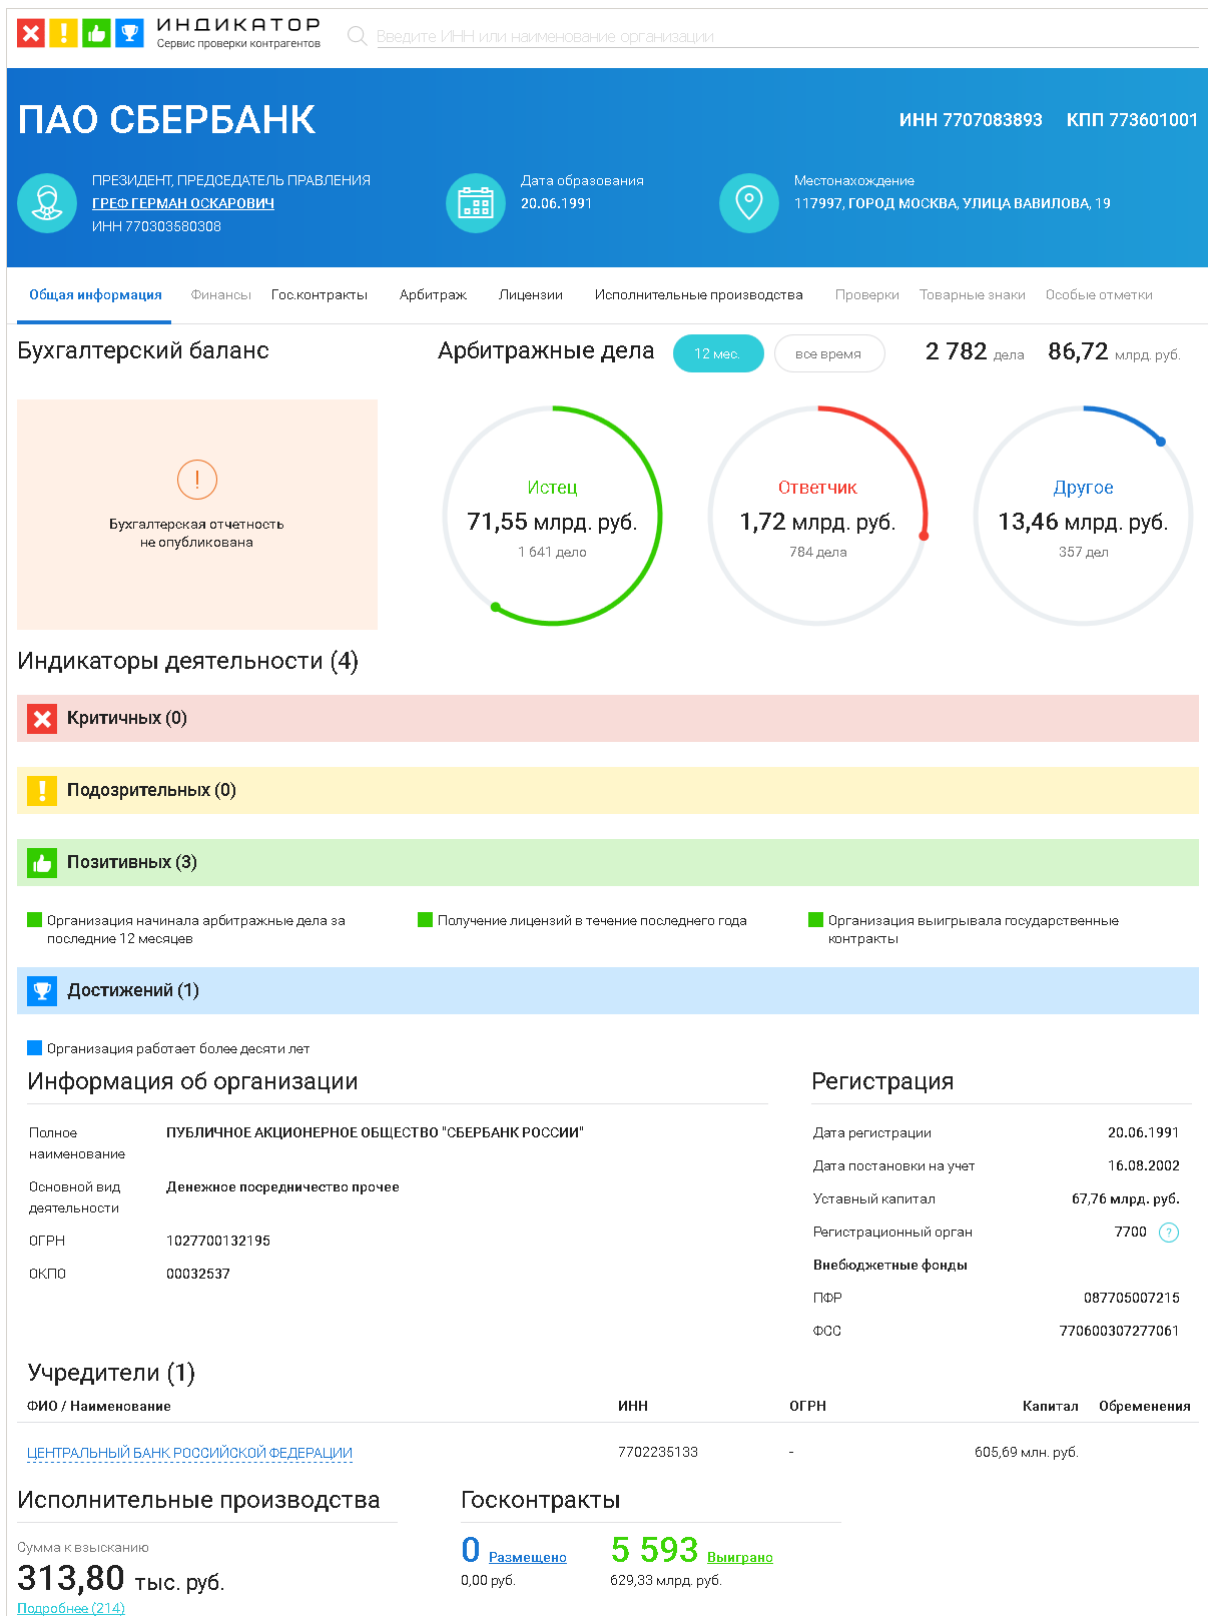 ИНДИКАТОР
Сервис проверки контрагентов
Введите ИНН или наименование организации
ПАО СБЕРБАНК
ИНН 7707083893 КПП 773601001
ПРЕЗИДЕНТ, ПРЕДСЕДАТЕЛЬ ПРАВЛЕНИЯ
ГРЕФ ГЕРМАН ОСКАРОВИЧ
ИНН 770303580308
Дата образования
20.06.1991
Местонахождение
117997, ГОРОД МОСКВА, УЛИЦА ВАВИЛОВА, 19
Общая информация Финансы Гос.контракты Арбитраж Лицензии Исполнительные производства Проверки Товарные знаки Особые отметки
Бухгалтерский баланс
Бухгалтерская отчетность
не опубликована
Арбитражные дела 12 мес. все время 2 782 дела 86,72 млрд. руб.
Истец
71,55 млрд. руб.
1 641 дело
Ответчик
1,72 млрд. руб.
784 дела
Другое
13,46 млрд. руб.
357 дел
Индикаторы деятельности (4)
Критичных (0)
Подозрительных (0)
Позитивных (3)
Организация начинала арбитражные дела за
последние 12 месяцев
Получение лицензий в течение последнего года
Организация выигрывала государственные
контракты
Достижений (1)
Организация работает более десяти лет
Информация об организации
Полное
наименование
ПУБЛИЧНОЕ АКЦИОНЕРНОЕ ОБЩЕСТВО "СБЕРБАНК РОССИИ"
Основной вид
деятельности
Денежное посредничество прочее
ОГРН 1027700132195
ОКПО 00032537
Регистрация
Дата регистрации 20.06.1991
Дата постановки на учет 16.08.2002
Уставный капитал 67,76 млрд. руб.
Регистрационный орган 7700 ?
Внебюджетные фонды
ПФР 087705007215
ФСС 770600307277061
Учредители (1)
ФИО / Наименование ИНН ОГРН Капитал Обременения
ЦЕНТРАЛЬНЫЙ БАНК РОССИЙСКОЙ ФЕДЕРАЦИИ 7702235133 - 605,69 млн. руб.
Исполнительные производства
Сумма к взысканию
313,80 тыс. руб.
Подробнее (214)
Госконтракты
0 Размещено
0,00 руб.
5 593 Выиграно
629,33 млрд. руб.